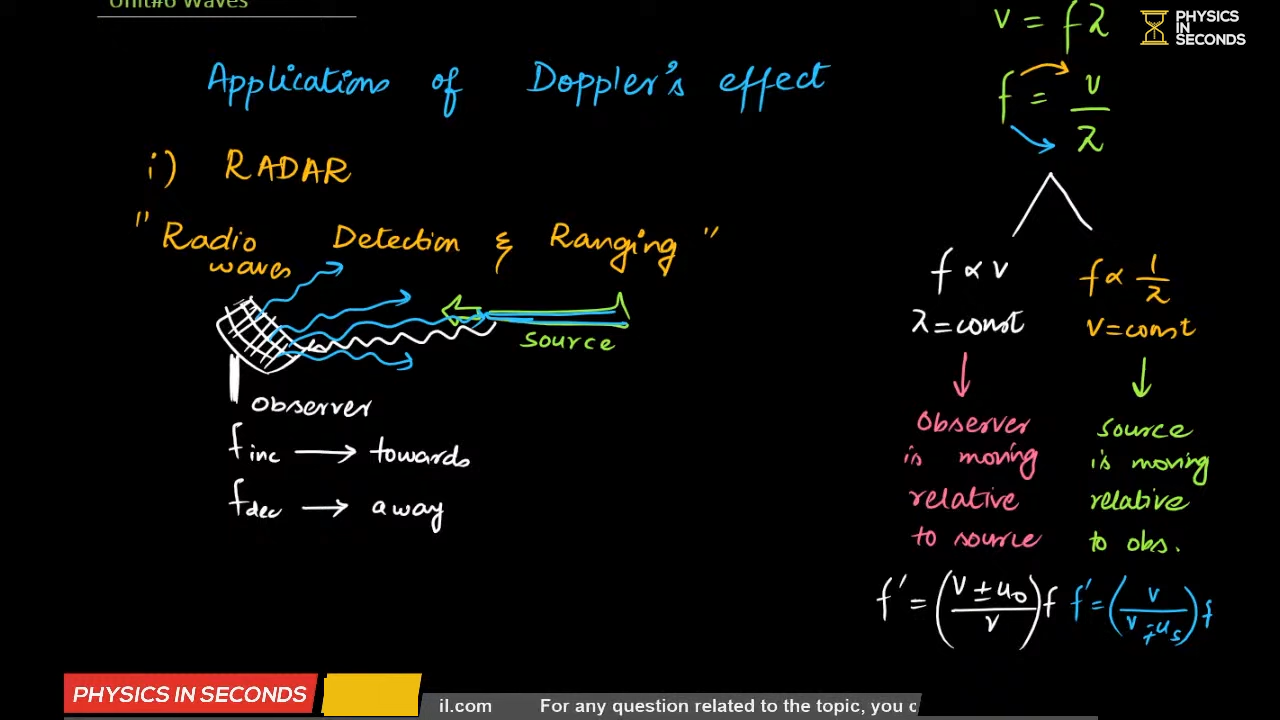 Unit#6 Waves
v = fλ
PHYSICS
IN
SECONDS
Applications of Doppler's effect
f = v
λ
i) RADAR
"Radio Detection & Ranging"
waves
source
observer
f inc → towards
f dec → away
f ∝ v
λ = const
Observer
is moving
relative
to source
f' = (v ± u₀ / v) f
f ∝ 1/λ
v = const
source
is moving
relative
to obs.
f' = (v / v ∓ uₛ) f
PHYSICS IN SECONDS
il.com For any question related to the topic, you c